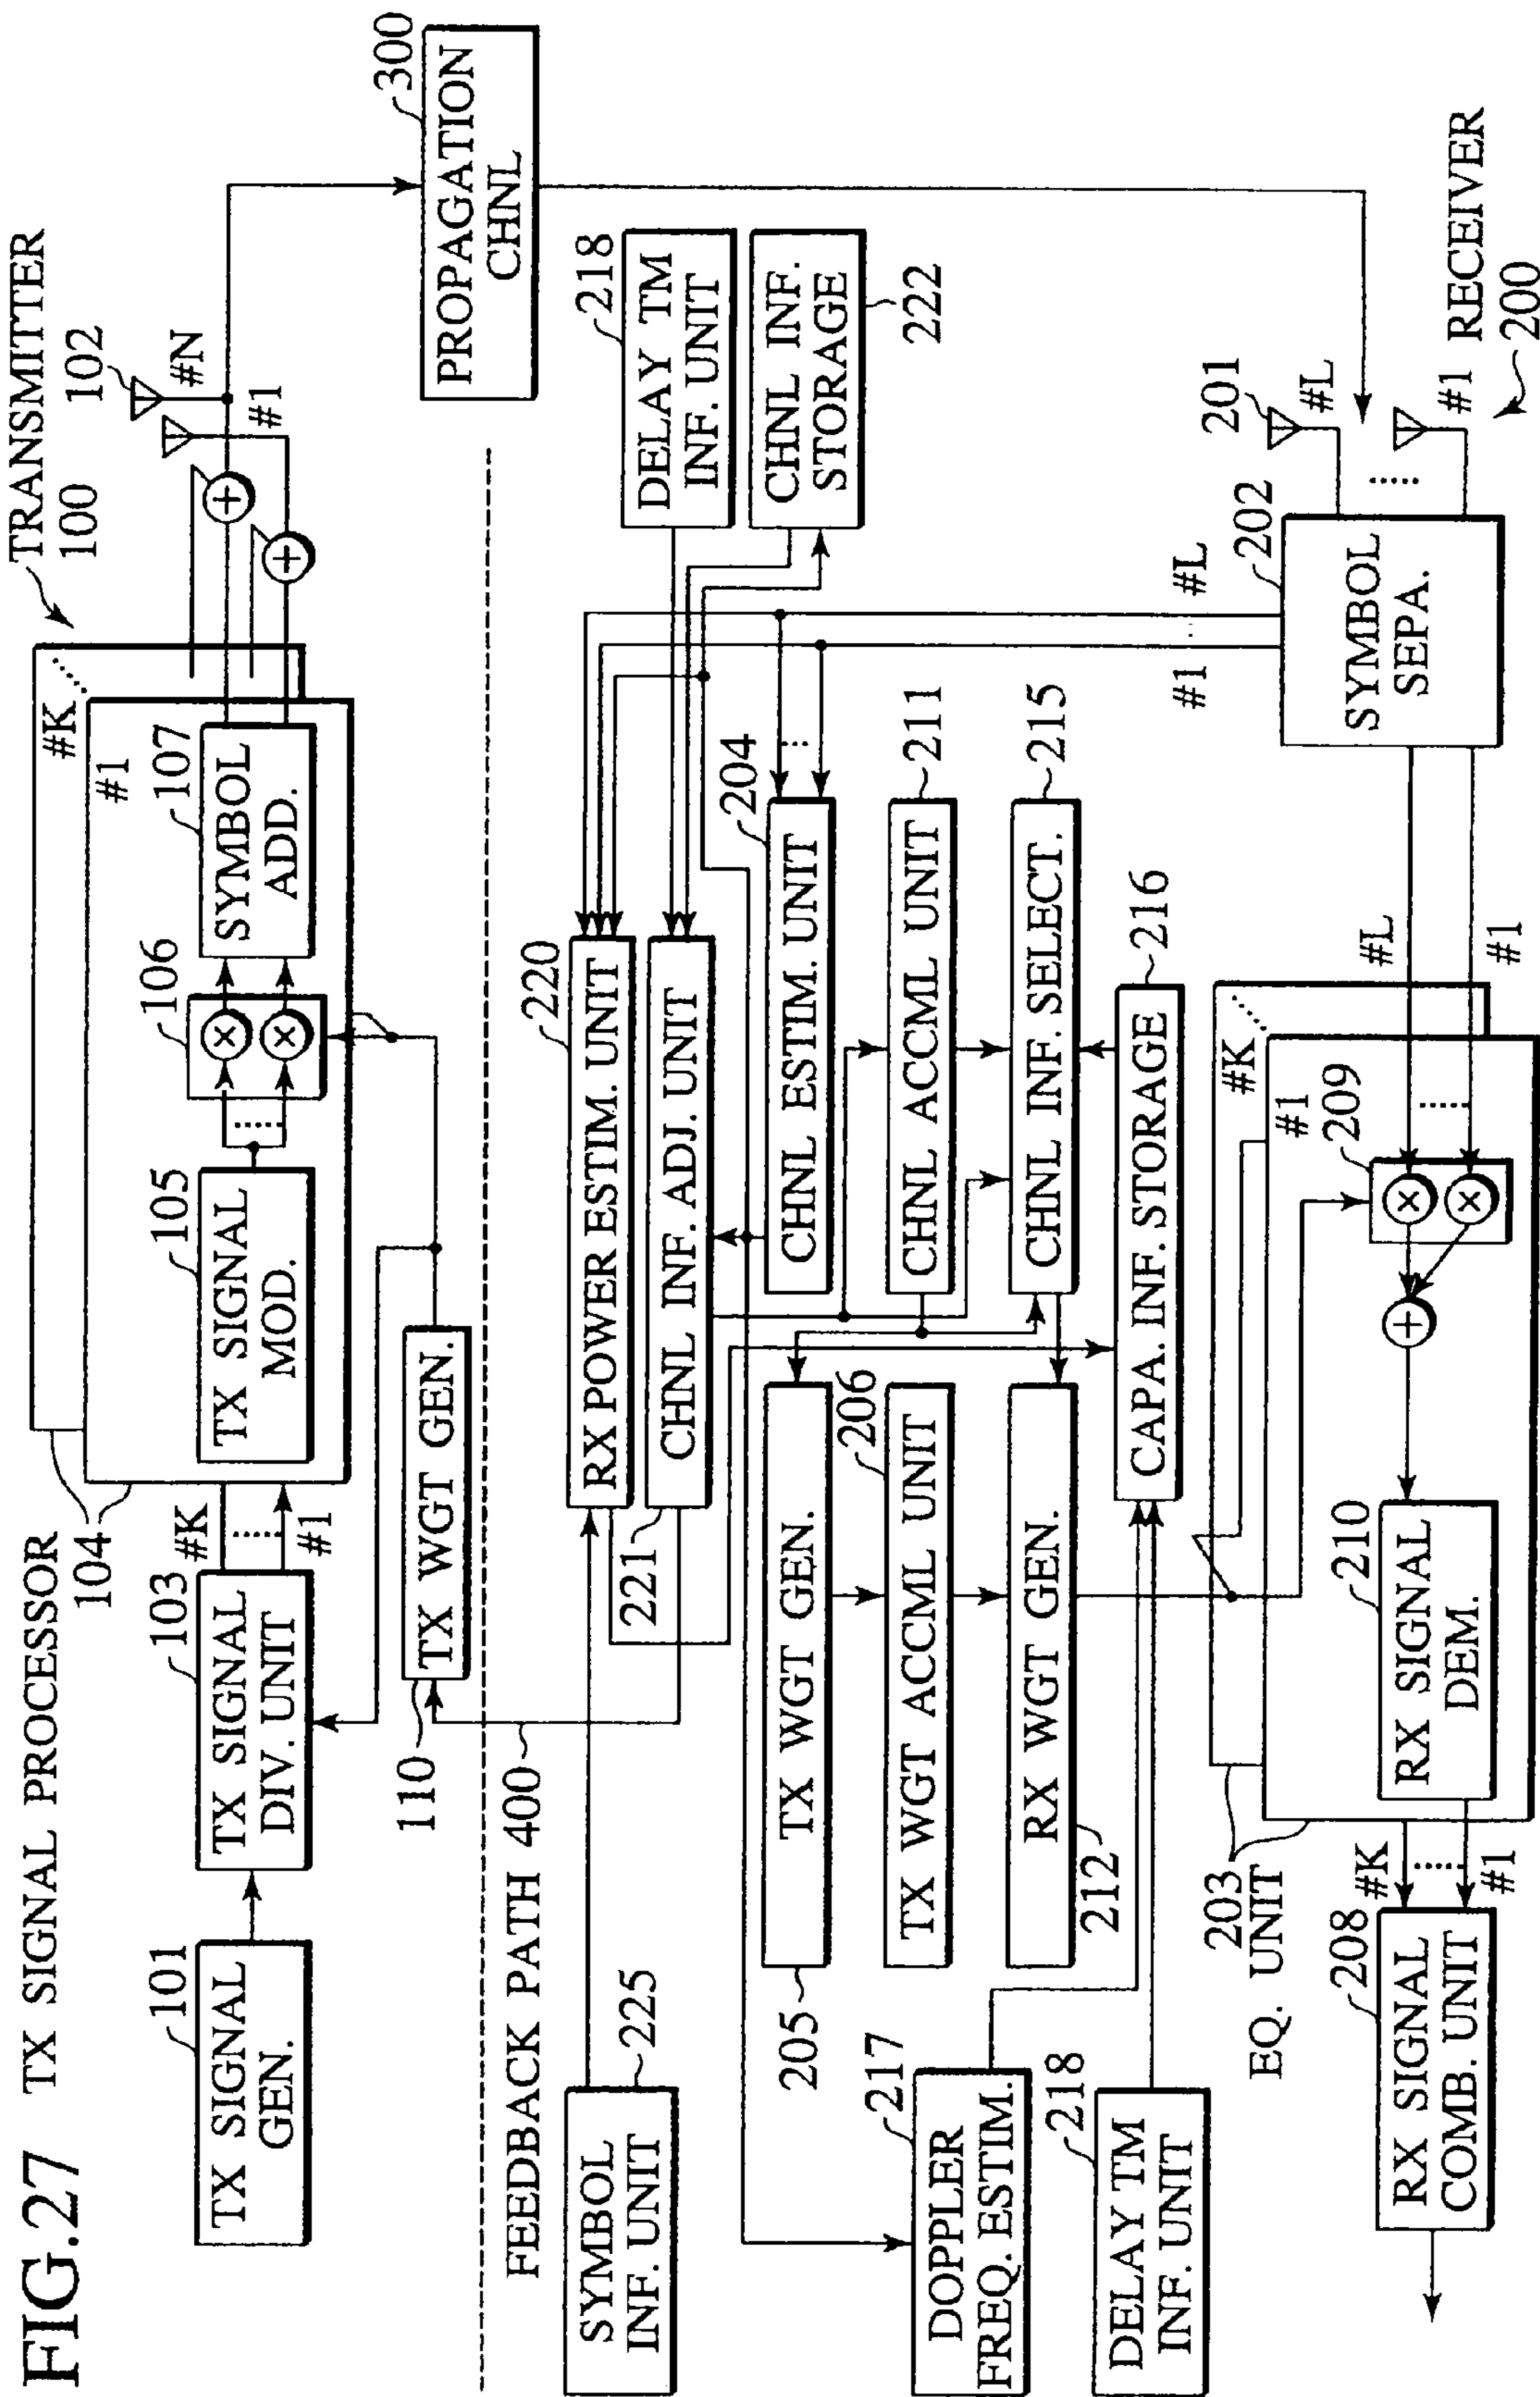 FIG.27 TX SIGNAL PROCESSOR
TRANSMITTER
100
101
TX SIGNAL
GEN.
103
TX SIGNAL
DIV. UNIT
104
#K
#1
105
TX SIGNAL
MOD.
106
107
SYMBOL
ADD.
#K
#1
102
#N
#1
110
TX WGT GEN.
300
PROPAGATION
CHNL
FEEDBACK PATH 400
SYMBOL
INF. UNIT
225
220
RX POWER ESTIM. UNIT
221
CHNL INF. ADJ. UNIT
218
DELAY TM
INF. UNIT
CHNL INF.
STORAGE
222
204
CHNL ESTIM. UNIT
211
CHNL ACCML UNIT
215
CHNL INF. SELECT.
216
CAPA. INF. STORAGE
205
TX WGT GEN.
206
TX WGT ACCML UNIT
RX WGT GEN.
212
217
DOPPLER
FREQ. ESTIM.
218
DELAY TM
INF. UNIT
#L
#1
202
SYMBOL
SEPA.
201
#L
#1
RECEIVER
200
#L
#1
#K
#1
209
210
RX SIGNAL
DEM.
203
EQ. UNIT
#K
#1
208
RX SIGNAL
COMB. UNIT